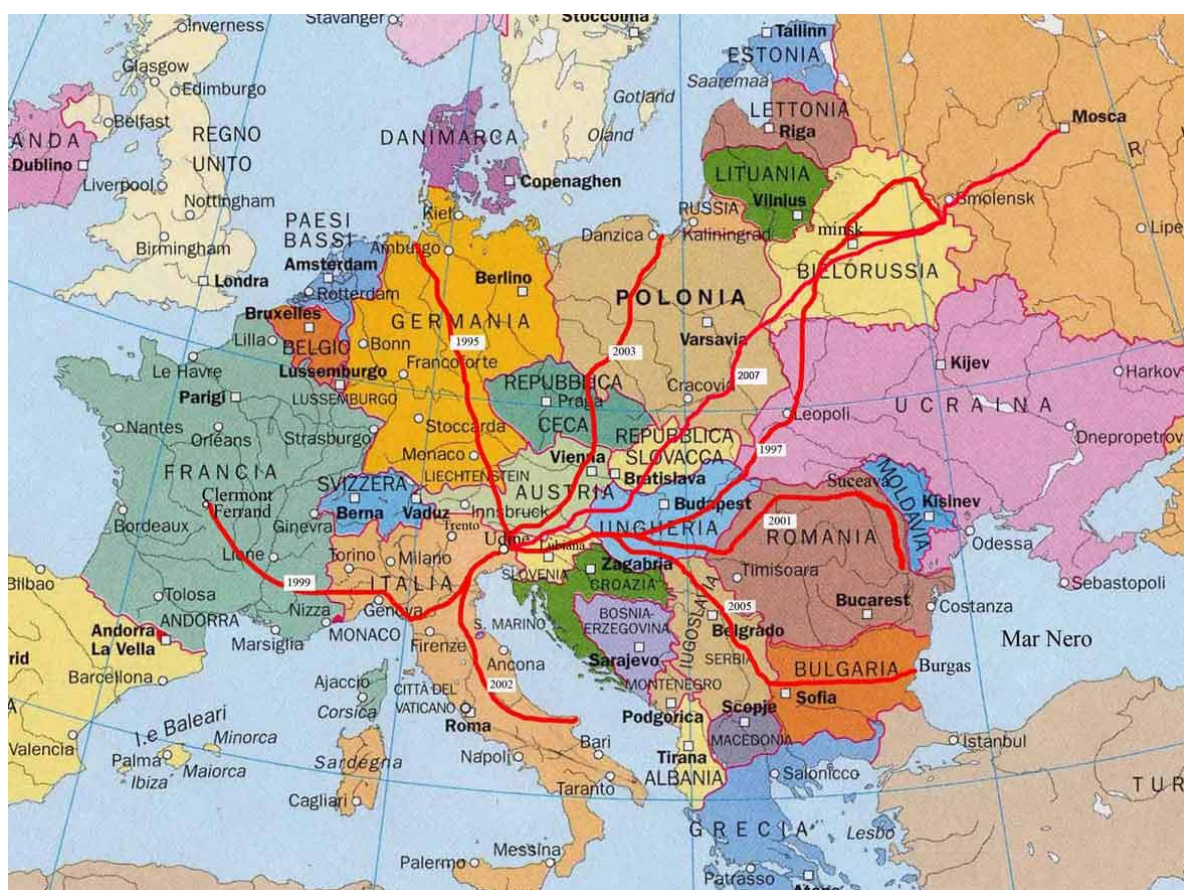 Inverness
Stavanger
Stoccolma
Tallinn
ESTONIA
Glasgow
Edimburgo
Saaremaa
Gotland
LETTONIA
Mosca
Belfast
REGNO
DANIMARCA
Oland
Riga
R
ANDA
Dublino
UNITO
LITUANIA
Liverpool
Copenaghen
Vilnius
Smolensk
Nottingham
PAESI
BASSI
Kiel
RUSSIA
Kaliningrad
minsk
Lipe
Birmingham
Amburgo
Danzica
Amsterdam
BIELORUSSIA
Londra
Rotterdam
Berlino
POLONIA
Bruxelles
GERMANIA
Varsavia
Lilla
BELGIO
Bonn
1995
2003
Le Havre
Francoforte
Kijev
Harkov
Lussemburgo
LUSSEMBURGO
REPUBBLICA
Praga
CECA
Cracovia
2007
Parigi
UCRAINA
Nantes
Orléans
Strasburgo
Stoccarda
Leopoli
Dnepropetrov
REPUBBLICA
SLOVACCA
1997
FRANCIA
Monaco
Vienna
LIECHTENSTEIN
Bratislava
MOLDAVIA
Suceava
Clermont
Ferrand
SVIZZERA
AUSTRIA
Berna
Vaduz
Innsbruck
Budapest
Kisinev
Bordeaux
Ginevra
Trento
UNGHERIA
2001
ROMANIA
Odessa
Torino
Milano
Udine
Lubiana
Zagabria
SLOVENIA
CROAZIA
Timisoara
Bilbao
1999
ITALIA
Sebastopoli
Tolosa
Nizza
Genova
BOSNIA-
ERZEGOVINA
IUGOSLAVIA
2005
Bucarest
Costanza
ANDORRA
Andorra
La Vella
Marsiglia
MONACO
S. MARINO
Firenze
Belgrado
Mar Nero
rid
Ancona
Sarajevo
SERBIA
BULGARIA
Burgas
Barcellona
Ajaccio
Corsica
CITTÀ DEL
VATICANO
2002
MONTENEGRO
Sofia
A
Roma
Podgorica
Scopje
Minorca
MACEDONIA
Valencia
I.e Baleari
Bari
Istanbul
Palma
Ibiza
Maiorca
Sardegna
Napoli
Tirana
ALBANIA
Salonicco
Taranto
TUR
Cagliari
GRECIA
Lesbo
Messina
Palermo
Patrasso